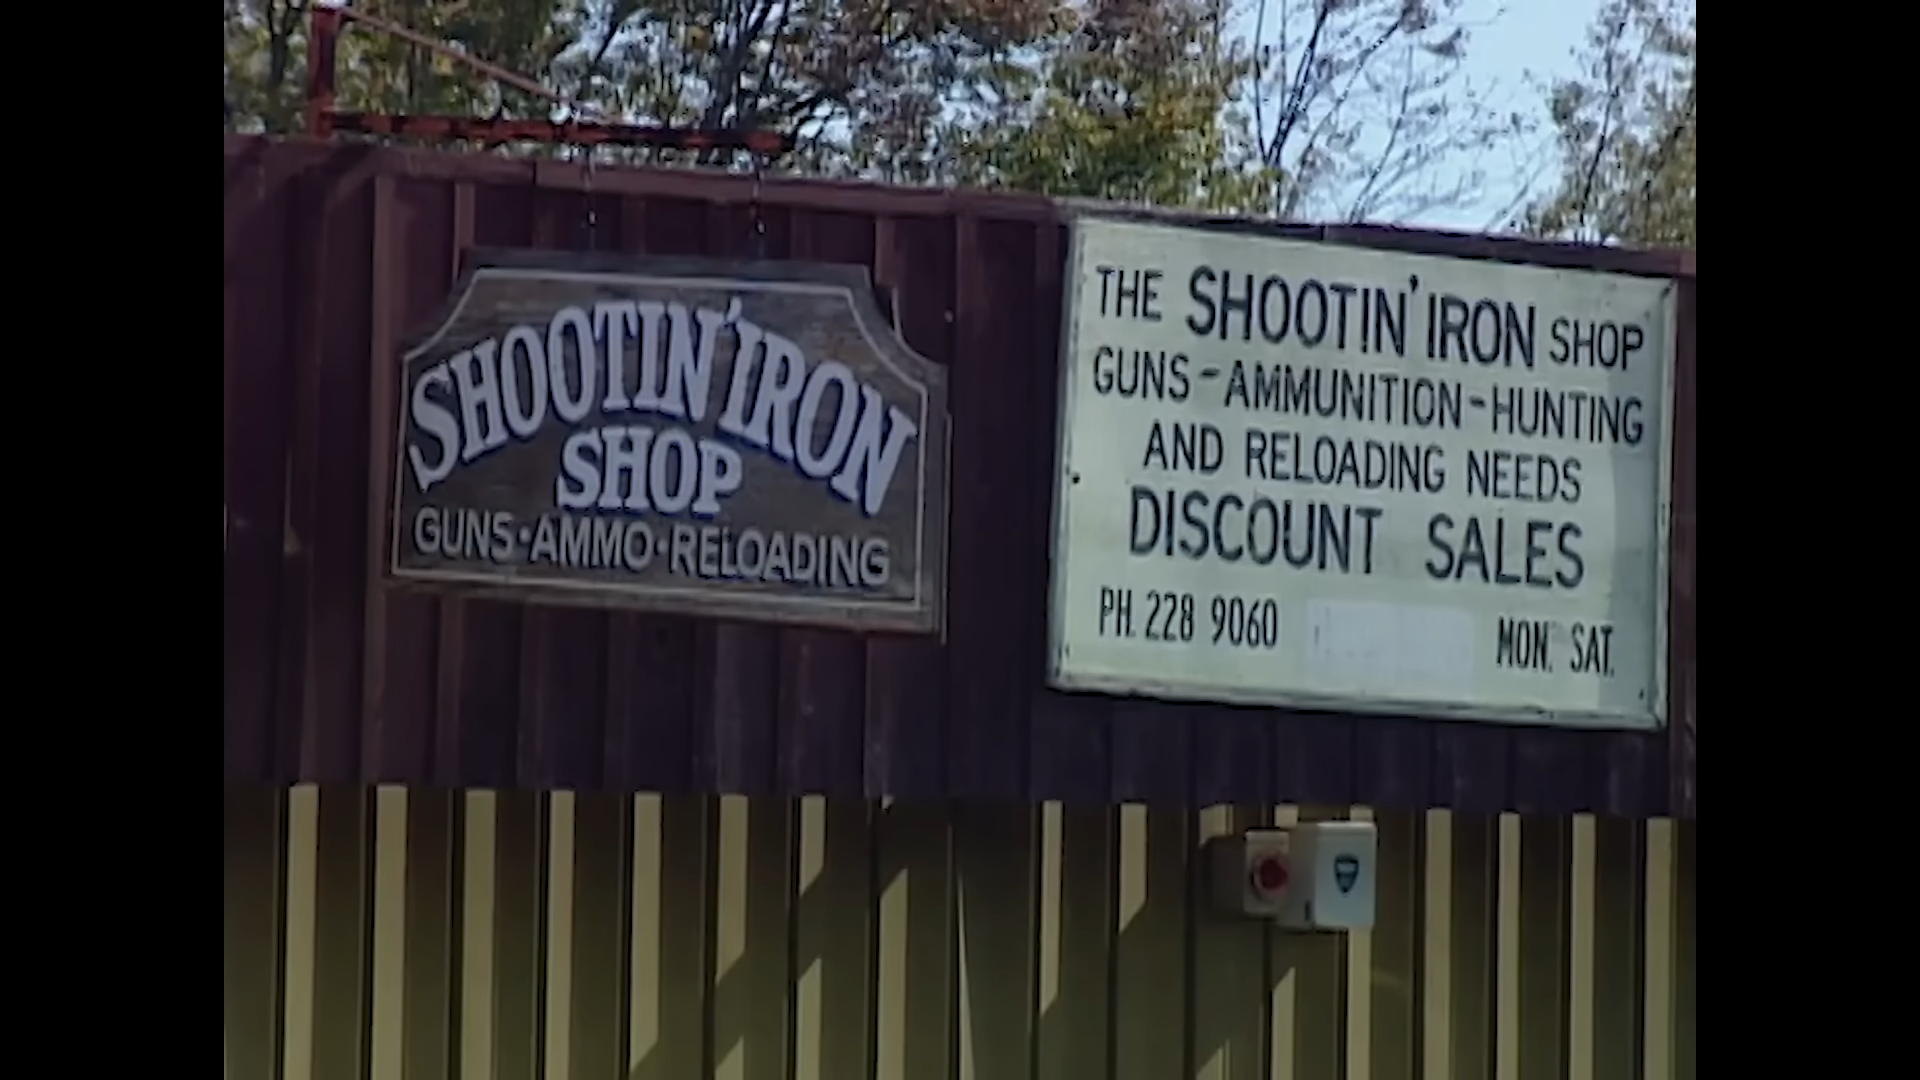 SHOOTIN' IRON
SHOP
GUNS·AMMO·RELOADING
THE SHOOTIN' IRON SHOP
GUNS-AMMUNITION-HUNTING
AND RELOADING NEEDS
DISCOUNT SALES
PH. 228 9060 MON. SAT.